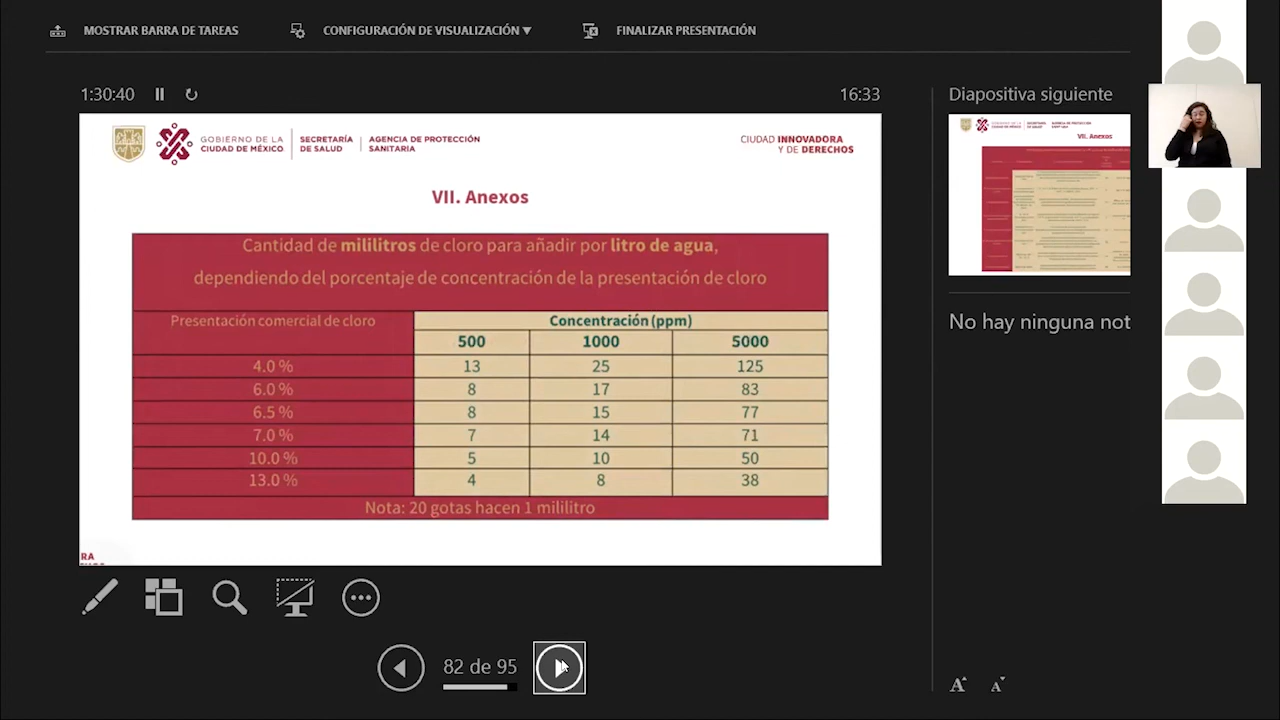 MOSTRAR BARRA DE TAREAS
CONFIGURACIÓN DE VISUALIZACIÓN ▼
FINALIZAR PRESENTACIÓN
1:30:40
16:33
GOBIERNO DE LA
CIUDAD DE MÉXICO
SECRETARÍA
DE SALUD
AGENCIA DE PROTECCIÓN
SANITARIA
CIUDAD INNOVADORA
Y DE DERECHOS
VII. Anexos
Cantidad de mililitros de cloro para añadir por litro de agua,
dependiendo del porcentaje de concentración de la presentación de cloro
Presentación comercial de cloro
Concentración (ppm)
500 1000 5000
4.0 % 13 25 125
6.0 % 8 17 83
6.5 % 8 15 77
7.0 % 7 14 71
10.0 % 5 10 50
13.0 % 4 8 38
Nota: 20 gotas hacen 1 mililitro
RA
82 de 95
Diapositiva siguiente
VII. Anexos
No hay ninguna not
A A